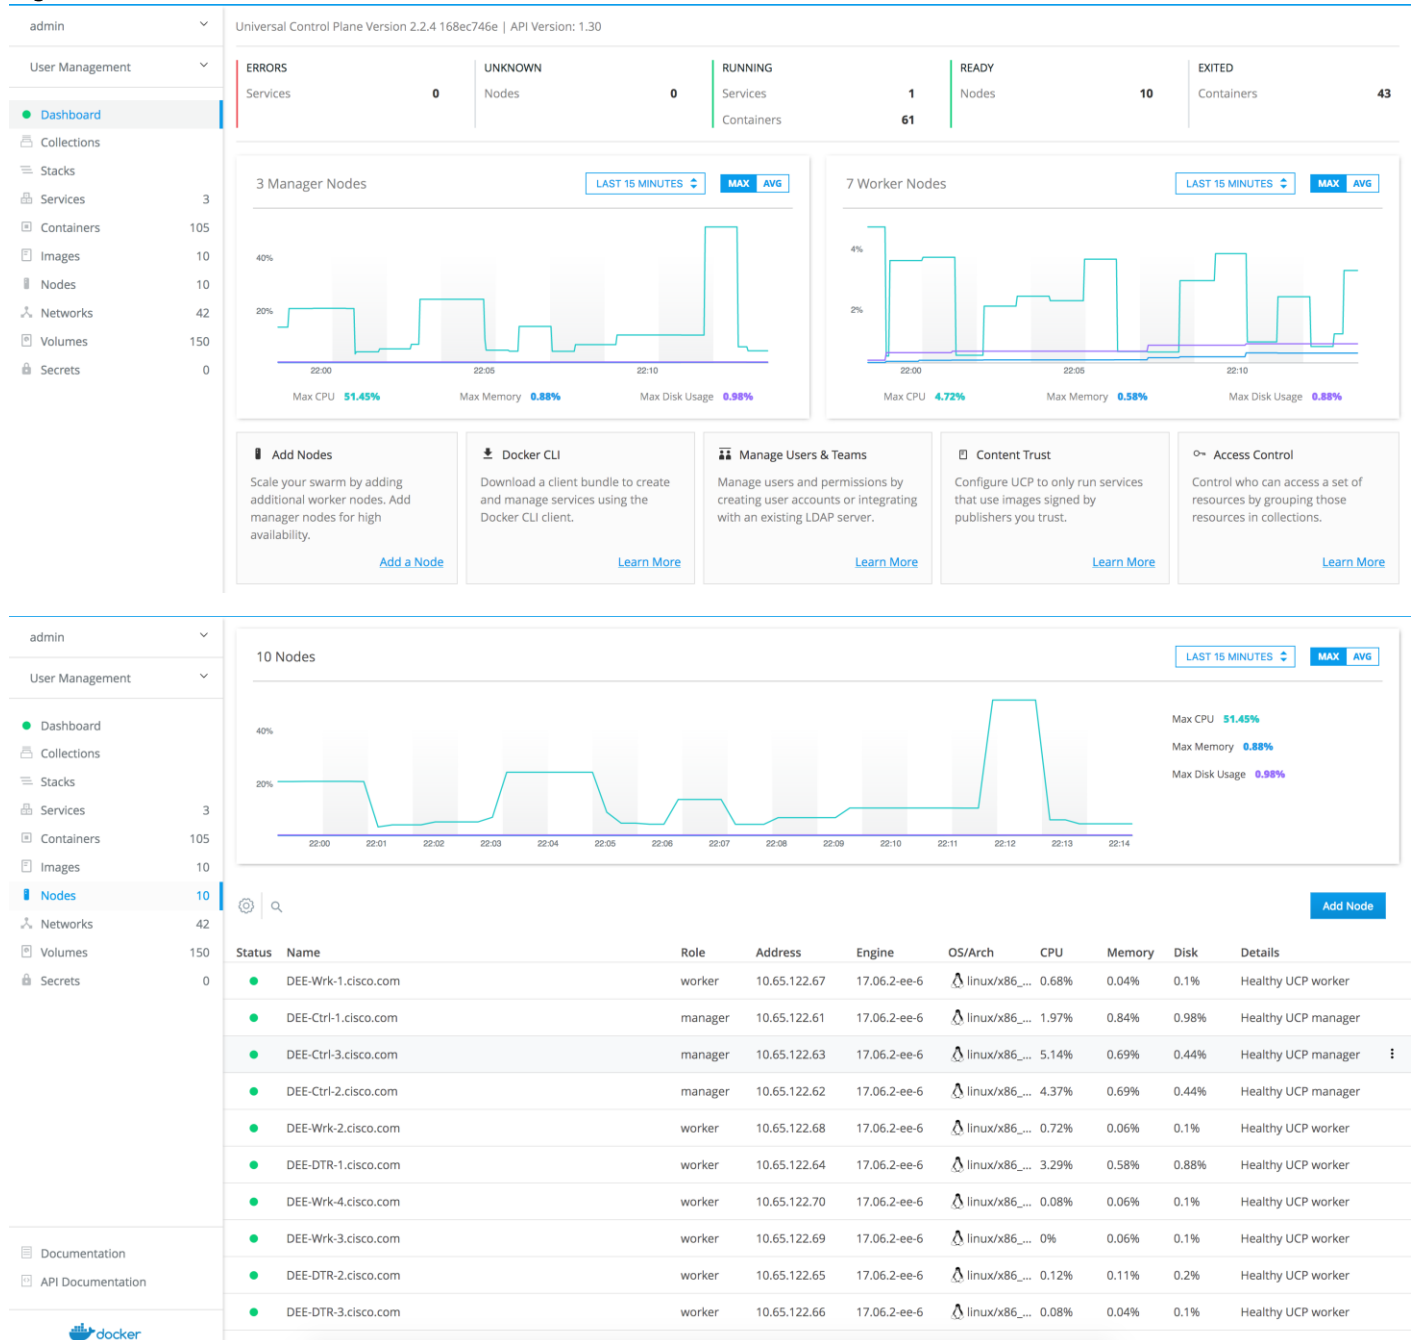 admin
User Management
Dashboard
Collections
Stacks
Services 3
Containers 105
Images 10
Nodes 10
Networks 42
Volumes 150
Secrets 0
Universal Control Plane Version 2.2.4 168ec746e | API Version: 1.30
ERRORS
Services 0
UNKNOWN
Nodes 0
RUNNING
Services 1
Containers 61
READY
Nodes 10
EXITED
Containers 43
3 Manager Nodes LAST 15 MINUTES MAX AVG
40%
20%
22:00 22:05 22:10
Max CPU 51.45% Max Memory 0.88% Max Disk Usage 0.98%
7 Worker Nodes LAST 15 MINUTES MAX AVG
4%
2%
22:00 22:05 22:10
Max CPU 4.72% Max Memory 0.58% Max Disk Usage 0.88%
Add Nodes
Scale your swarm by adding
additional worker nodes. Add
manager nodes for high
availability.
Add a Node
Docker CLI
Download a client bundle to create
and manage services using the
Docker CLI client.
Learn More
Manage Users & Teams
Manage users and permissions by
creating user accounts or integrating
with an existing LDAP server.
Learn More
Content Trust
Configure UCP to only run services
that use images signed by
publishers you trust.
Learn More
Access Control
Control who can access a set of
resources by grouping those
resources in collections.
Learn More
admin
User Management
Dashboard
Collections
Stacks
Services 3
Containers 105
Images 10
Nodes 10
Networks 42
Volumes 150
Secrets 0
Documentation
API Documentation
docker
10 Nodes LAST 15 MINUTES MAX AVG
40%
20%
22:00 22:01 22:02 22:03 22:04 22:05 22:06 22:07 22:08 22:09 22:10 22:11 22:12 22:13 22:14
Max CPU 51.45%
Max Memory 0.88%
Max Disk Usage 0.98%
Add Node
Status Name Role Address Engine OS/Arch CPU Memory Disk Details
DEE-Wrk-1.cisco.com worker 10.65.122.67 17.06.2-ee-6 linux/x86_... 0.68% 0.04% 0.1% Healthy UCP worker
DEE-Ctrl-1.cisco.com manager 10.65.122.61 17.06.2-ee-6 linux/x86_... 1.97% 0.84% 0.98% Healthy UCP manager
DEE-Ctrl-3.cisco.com manager 10.65.122.63 17.06.2-ee-6 linux/x86_... 5.14% 0.69% 0.44% Healthy UCP manager
DEE-Ctrl-2.cisco.com manager 10.65.122.62 17.06.2-ee-6 linux/x86_... 4.37% 0.69% 0.44% Healthy UCP manager
DEE-Wrk-2.cisco.com worker 10.65.122.68 17.06.2-ee-6 linux/x86_... 0.72% 0.06% 0.1% Healthy UCP worker
DEE-DTR-1.cisco.com worker 10.65.122.64 17.06.2-ee-6 linux/x86_... 3.29% 0.58% 0.88% Healthy UCP worker
DEE-Wrk-4.cisco.com worker 10.65.122.70 17.06.2-ee-6 linux/x86_... 0.08% 0.06% 0.1% Healthy UCP worker
DEE-Wrk-3.cisco.com worker 10.65.122.69 17.06.2-ee-6 linux/x86_... 0% 0.06% 0.1% Healthy UCP worker
DEE-DTR-2.cisco.com worker 10.65.122.65 17.06.2-ee-6 linux/x86_... 0.12% 0.11% 0.2% Healthy UCP worker
DEE-DTR-3.cisco.com worker 10.65.122.66 17.06.2-ee-6 linux/x86_... 0.08% 0.04% 0.1% Healthy UCP worker